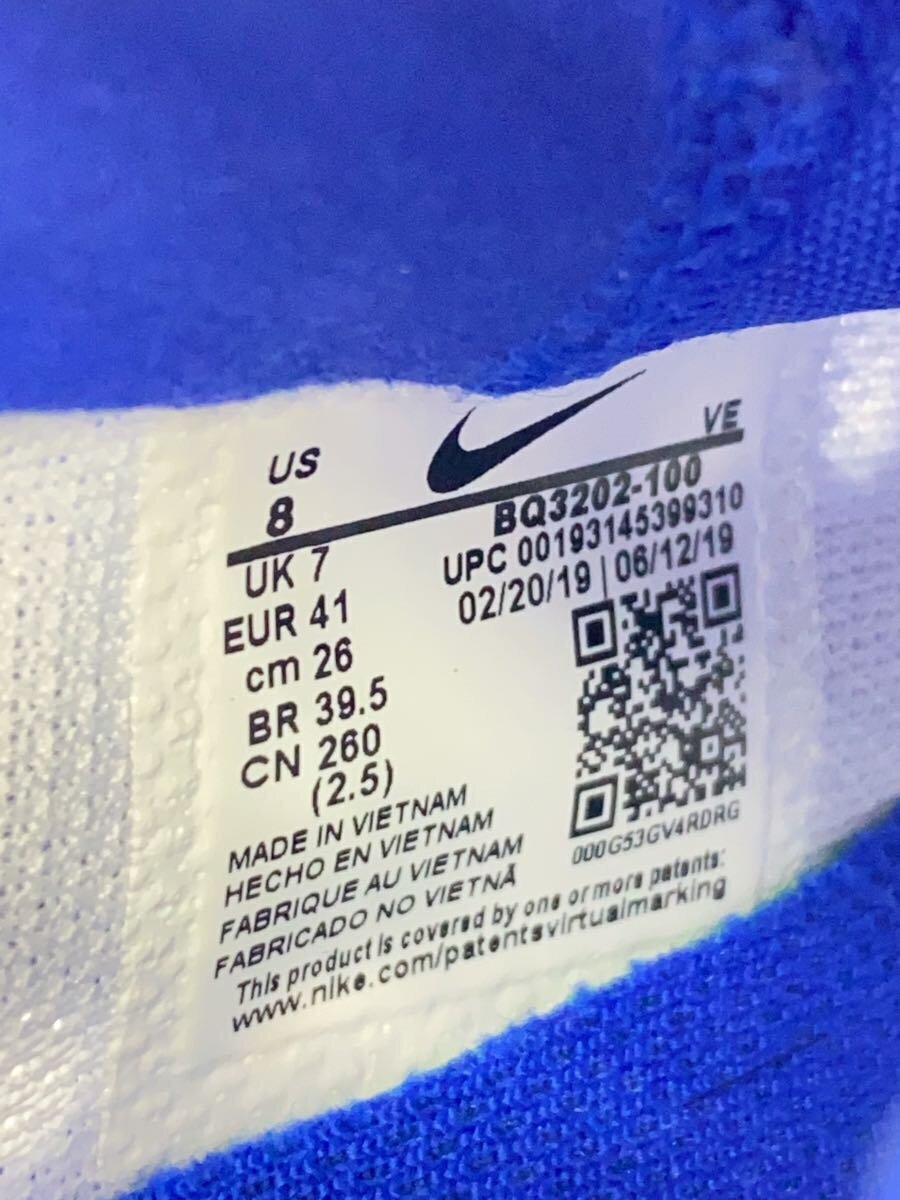 US
8
VE
BQ3202-100
UPC 00193145399310
02/20/19 | 06/12/19
UK 7
EUR 41
cm 26
BR 39.5
CN 260
(2.5)
000G53GV4RDRG
MADE IN VIETNAM
HECHO EN VIETNAM
FABRIQUE AU VIETNAM
FABRICADO NO VIETNÃ
This product is covered by one or more patents:
www.nike.com/patentsvirtualmarking